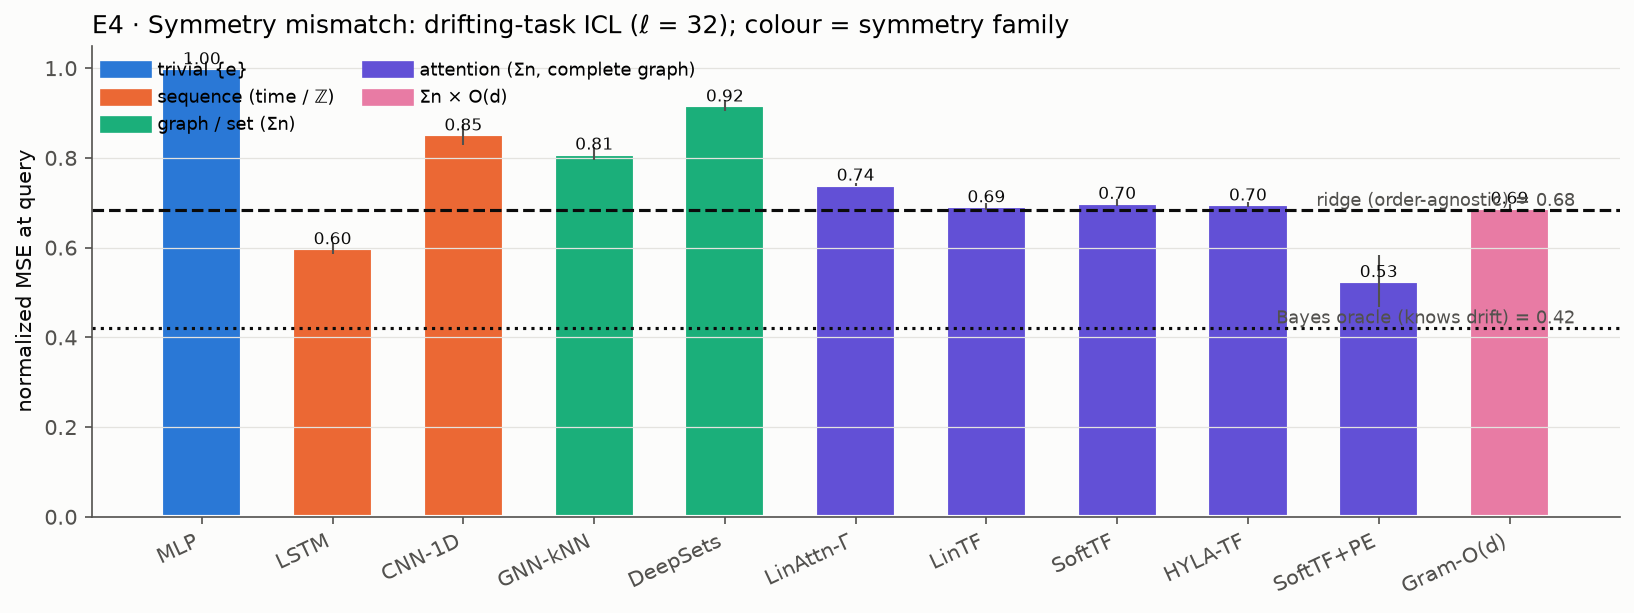 E4 · Symmetry mismatch: drifting-task ICL (ℓ = 32); colour = symmetry family
normalized MSE at query
1.0
0.8
0.6
0.4
0.2
0.0
trivial {e}
sequence (time / ℤ)
graph / set (Σn)
attention (Σn, complete graph)
Σn × O(d)
1.00
0.60
0.85
0.81
0.92
0.74
0.69
0.70
0.70
0.53
0.69
ridge (order-agnostic) = 0.68
Bayes oracle (knows drift) = 0.42
MLP
LSTM
CNN-1D
GNN-kNN
DeepSets
LinAttn-Γ
LinTF
SoftTF
HYLA-TF
SoftTF+PE
Gram-O(d)